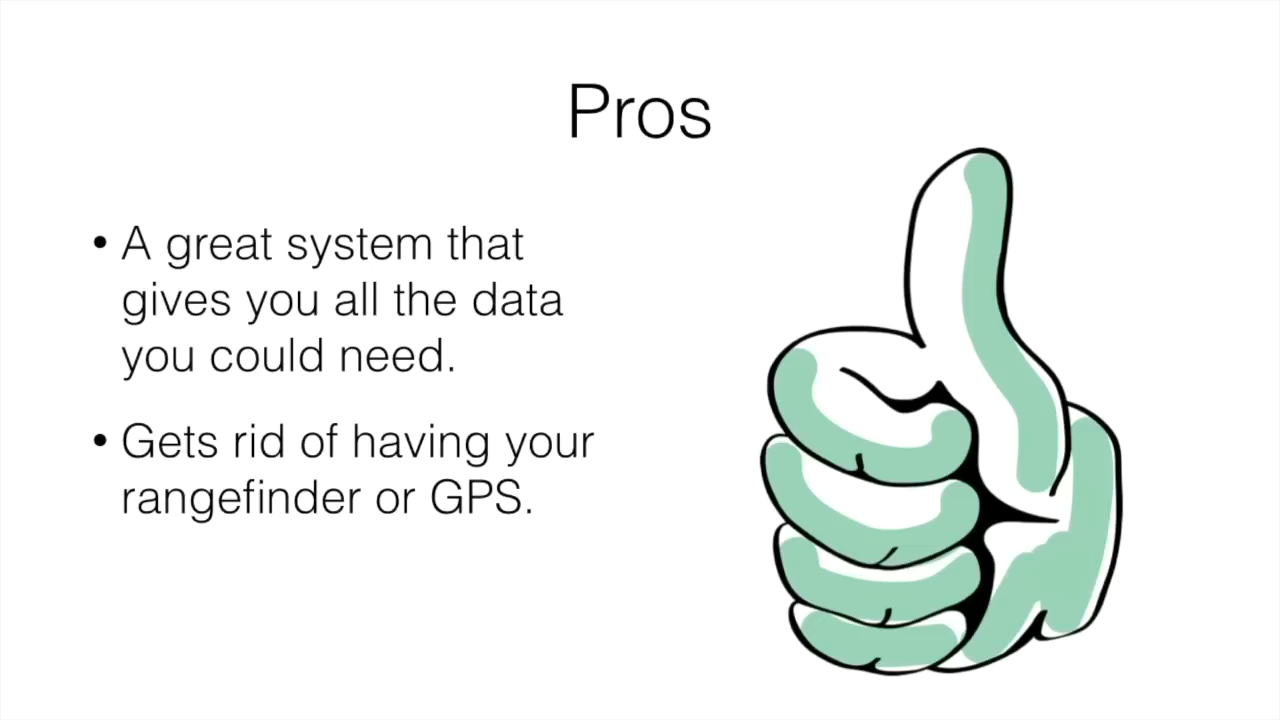 Pros
• A great system that
gives you all the data
you could need.
• Gets rid of having your
rangefinder or GPS.